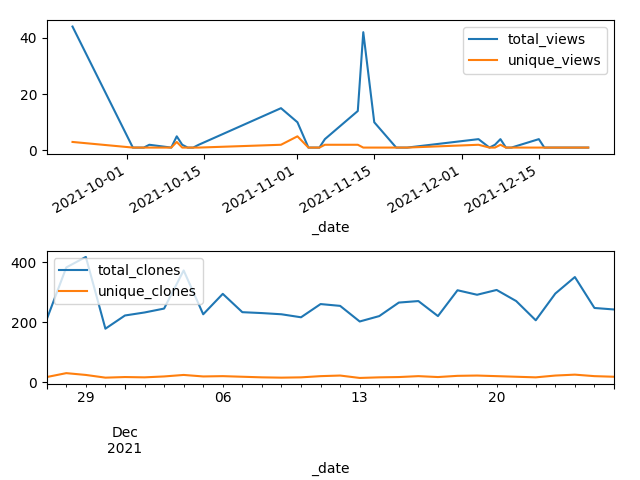 40
20
0
total_views
unique_views
2021-10-01
2021-10-15
2021-11-01
2021-11-15
2021-12-01
2021-12-15
_date
400
200
0
total_clones
unique_clones
29
06
13
20
Dec
2021
_date